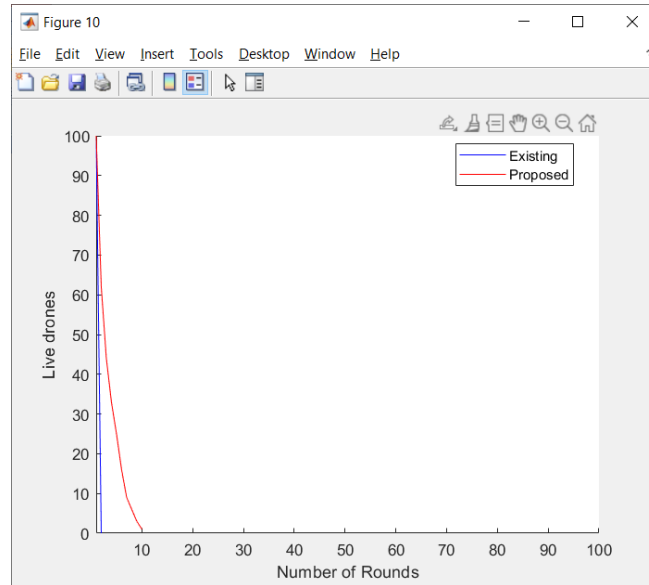 Figure 10
File Edit View Insert Tools Desktop Window Help
100
90
80
70
60
50
40
30
20
10
0
Live drones
Existing
Proposed
10 20 30 40 50 60 70 80 90 100
Number of Rounds